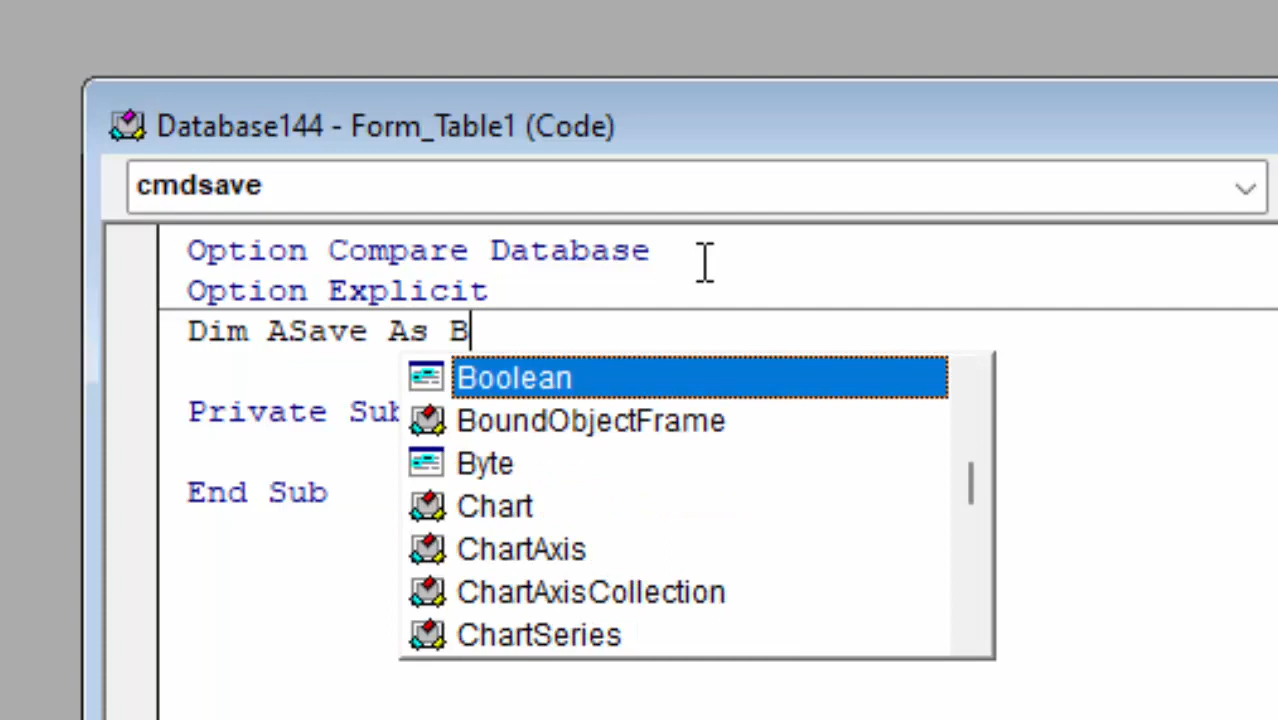 Database144 - Form_Table1 (Code)
cmdsave
Option Compare Database
Option Explicit
Dim ASave As B
Boolean
BoundObjectFrame
Private Sub
Byte
Chart
End Sub
ChartAxis
ChartAxisCollection
ChartSeries